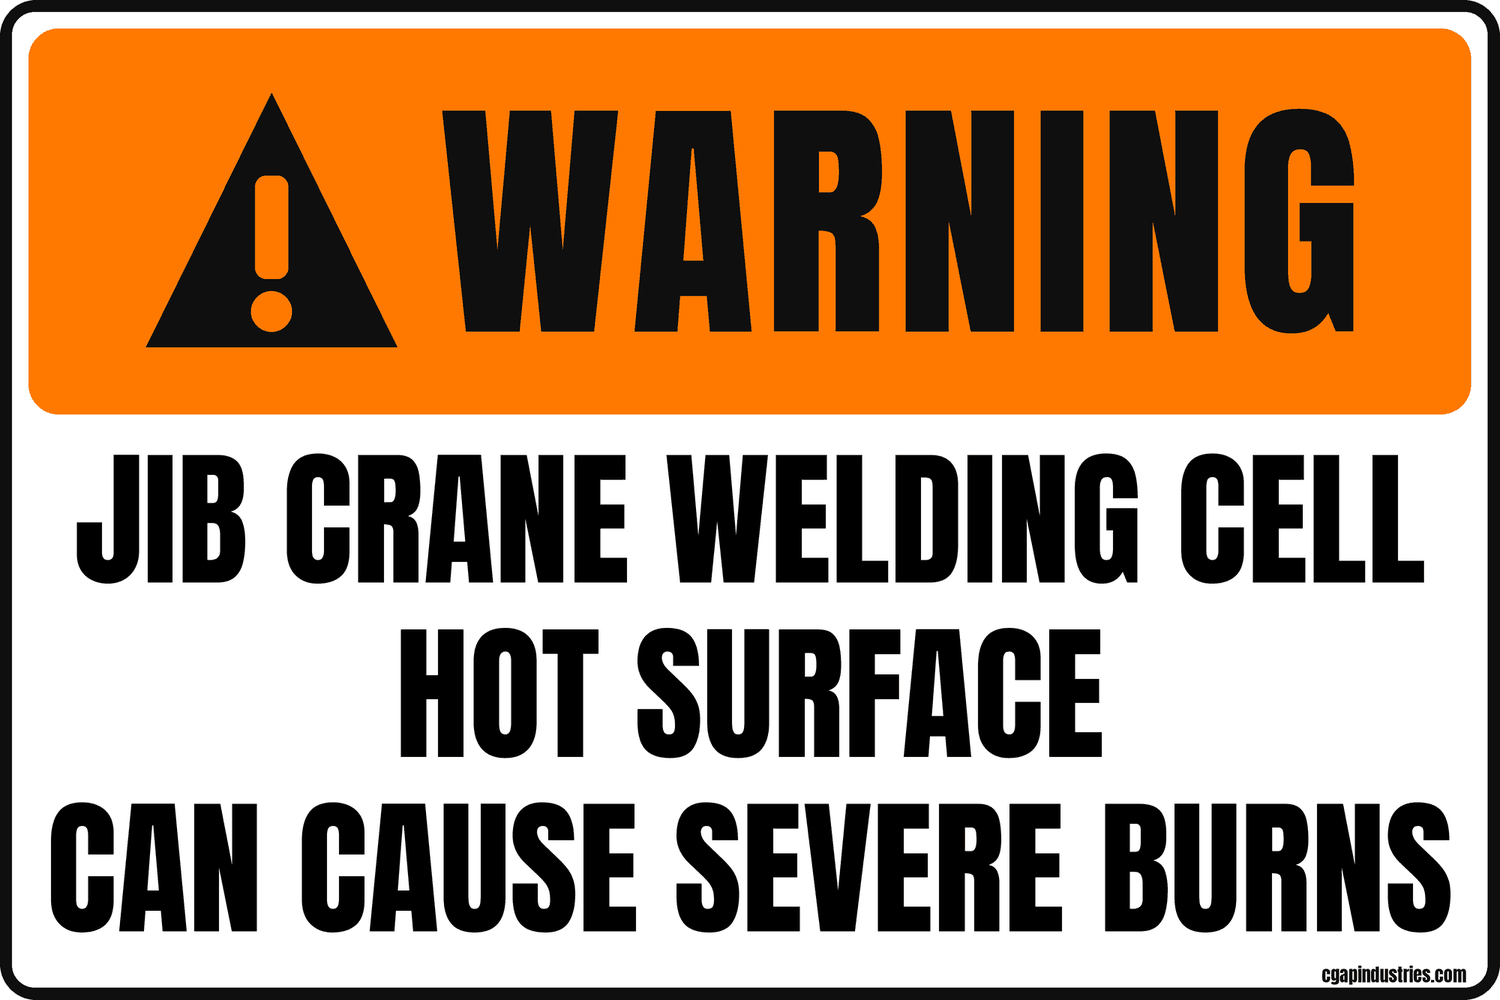 WARNING
JIB CRANE WELDING CELL
HOT SURFACE
CAN CAUSE SEVERE BURNS
cgapindustries.com